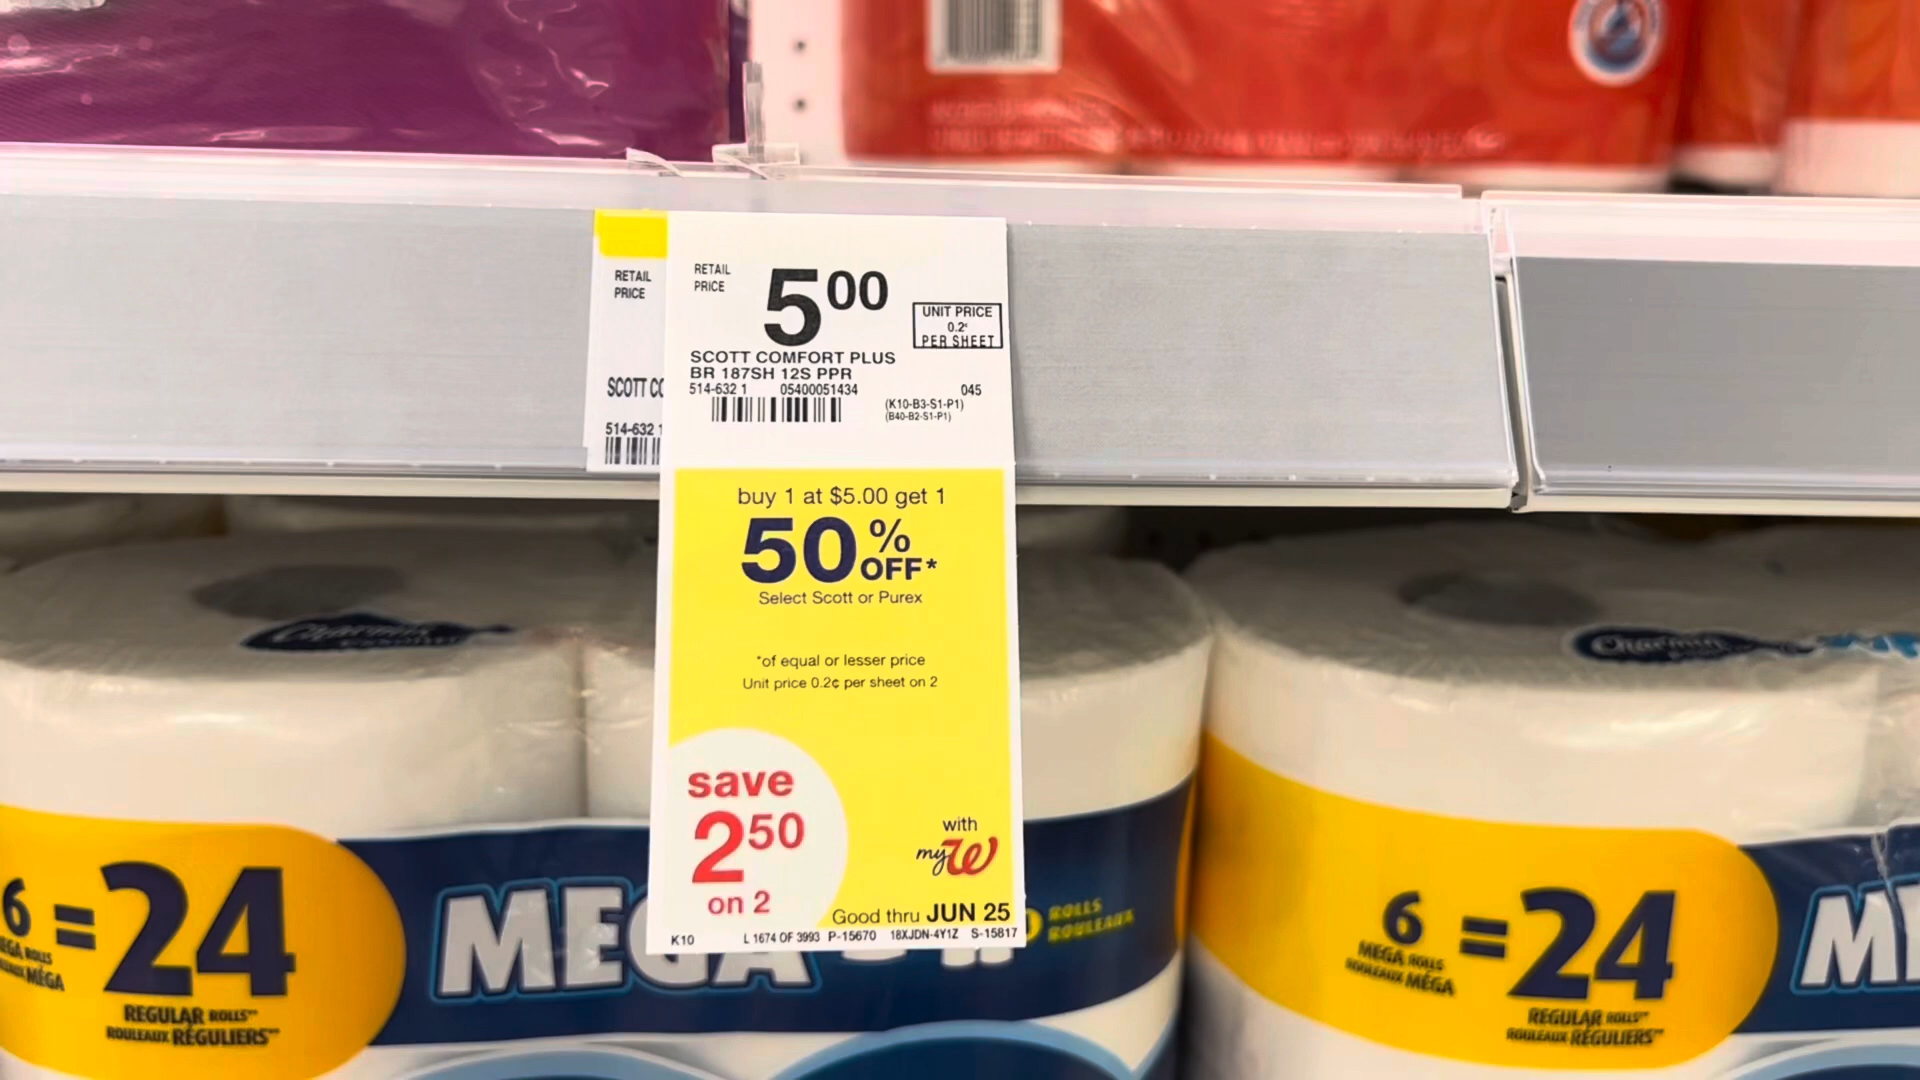 RETAIL
PRICE
SCOTT CO
514-632 1
RETAIL
PRICE
5.00
UNIT PRICE
0.2¢
PER SHEET
SCOTT COMFORT PLUS
BR 187SH 12S PPR
514-632 1 05400051434 045
(K10-B3-S1-P1)
(B40-B2-S1-P1)
buy 1 at $5.00 get 1
50% OFF*
Select Scott or Purex
*of equal or lesser price
Unit price 0.2¢ per sheet on 2
save
2.50
on 2
with
myW
Good thru JUN 25
K10 L 1674 OF 3993 P-15670 18XJDN-4Y1Z S-15817
Charmin
Charmin
6 = 24
MEGA ROLLS
ROULEAUX MÉGA
REGULAR ROLLS**
ROULEAUX RÉGULIERS**
MEGA
ROLLS
ROULEAUX
6 = 24
MEGA ROLLS
ROULEAUX MÉGA
REGULAR ROLLS**
ROULEAUX RÉGULIERS**